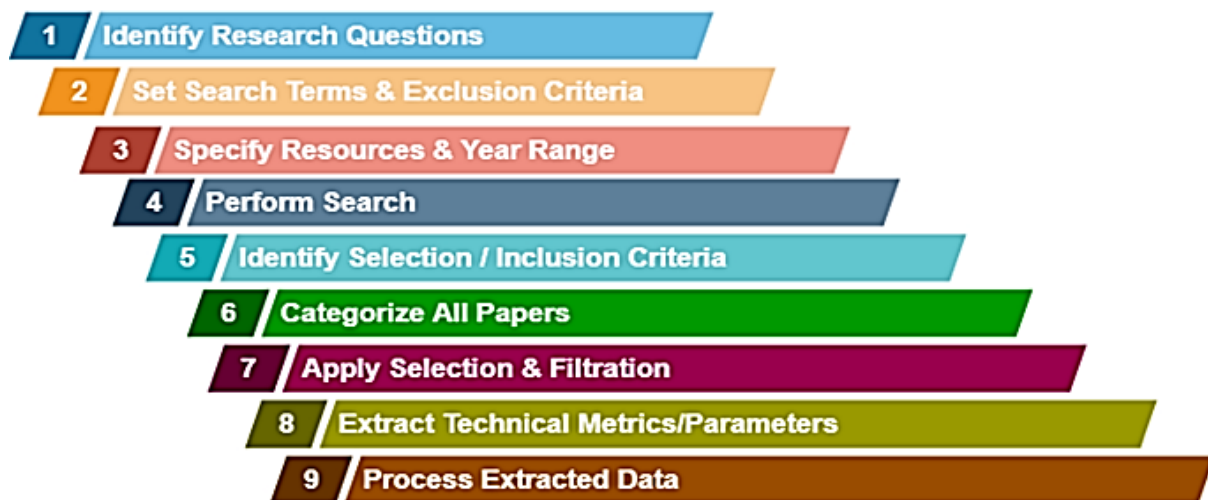 1 Identify Research Questions
2 Set Search Terms & Exclusion Criteria
3 Specify Resources & Year Range
4 Perform Search
5 Identify Selection / Inclusion Criteria
6 Categorize All Papers
7 Apply Selection & Filtration
8 Extract Technical Metrics/Parameters
9 Process Extracted Data